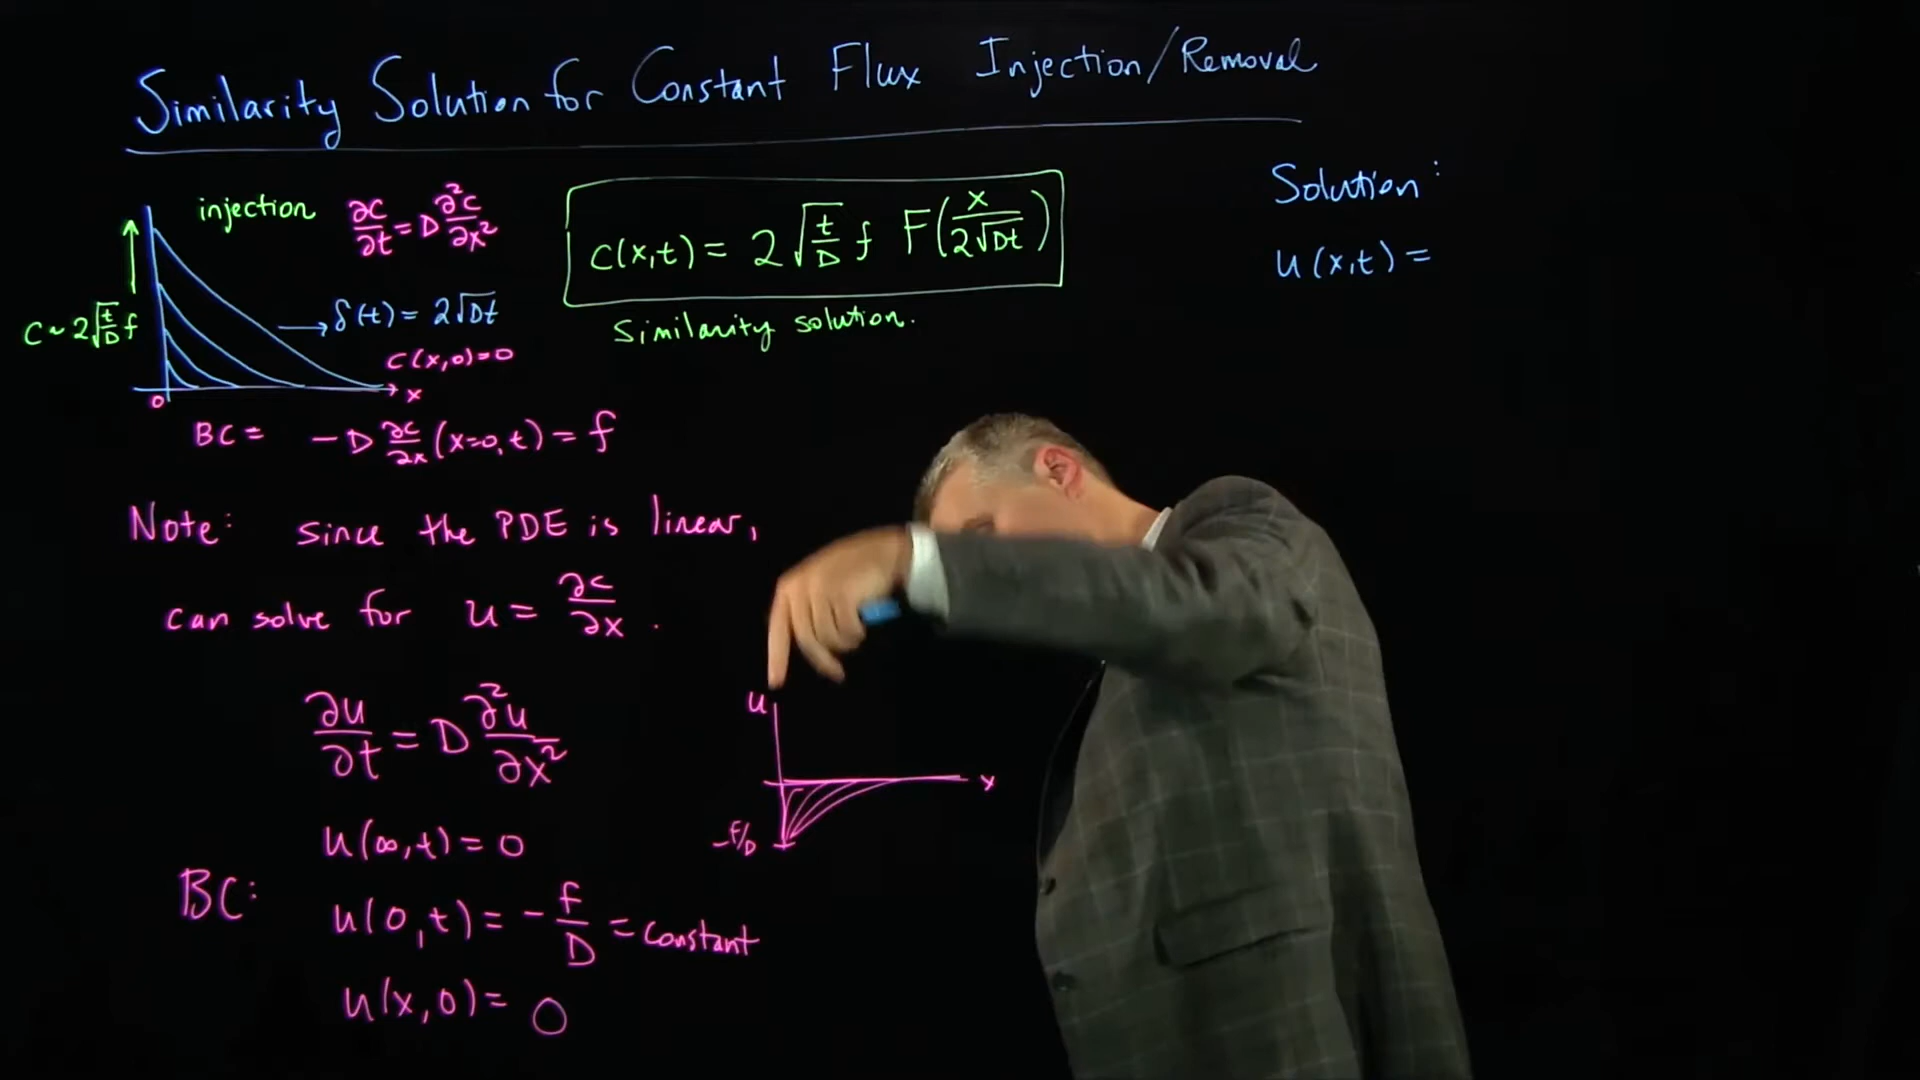 Similarity Solution for Constant Flux Injection/Removal
injection ∂c/∂t = D ∂²c/∂x²
c ~ 2√(t/D) f
δ(t) = 2√Dt
c(x,0)=0
0 x
BC = -D ∂c/∂x (x=0,t) = f
c(x,t) = 2√(t/D) f F(x/(2√Dt))
Similarity solution.
Solution:
u(x,t) =
Note: since the PDE is linear,
can solve for u = ∂c/∂x .
∂u/∂t = D ∂²u/∂x²
u(∞,t) = 0
BC: u(0,t) = -f/D = constant
u(x,0) = 0
u
x
-f/D